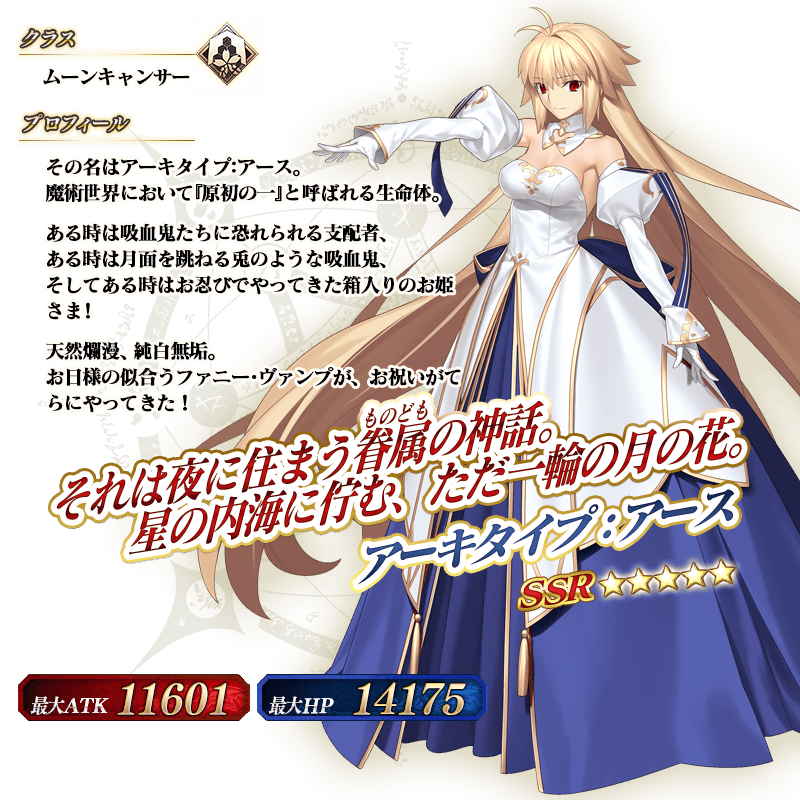 クラス
ムーンキャンサー
プロフィール
その名はアーキタイプ:アース。
魔術世界において『原初の一』と呼ばれる生命体。
ある時は吸血鬼たちに恐れられる支配者、
ある時は月面を跳ねる兎のような吸血鬼、
そしてある時はお忍びでやってきた箱入りのお姫
さま！
天然爛漫、純白無垢。
お日様の似合うファニー・ヴァンプが、お祝いがて
らにやってきた！
ものども
それは夜に住まう眷属の神話。
星の内海に佇む、ただ一輪の月の花。
アーキタイプ：アース
SSR ★★★★★
最大ATK 11601
最大HP 14175